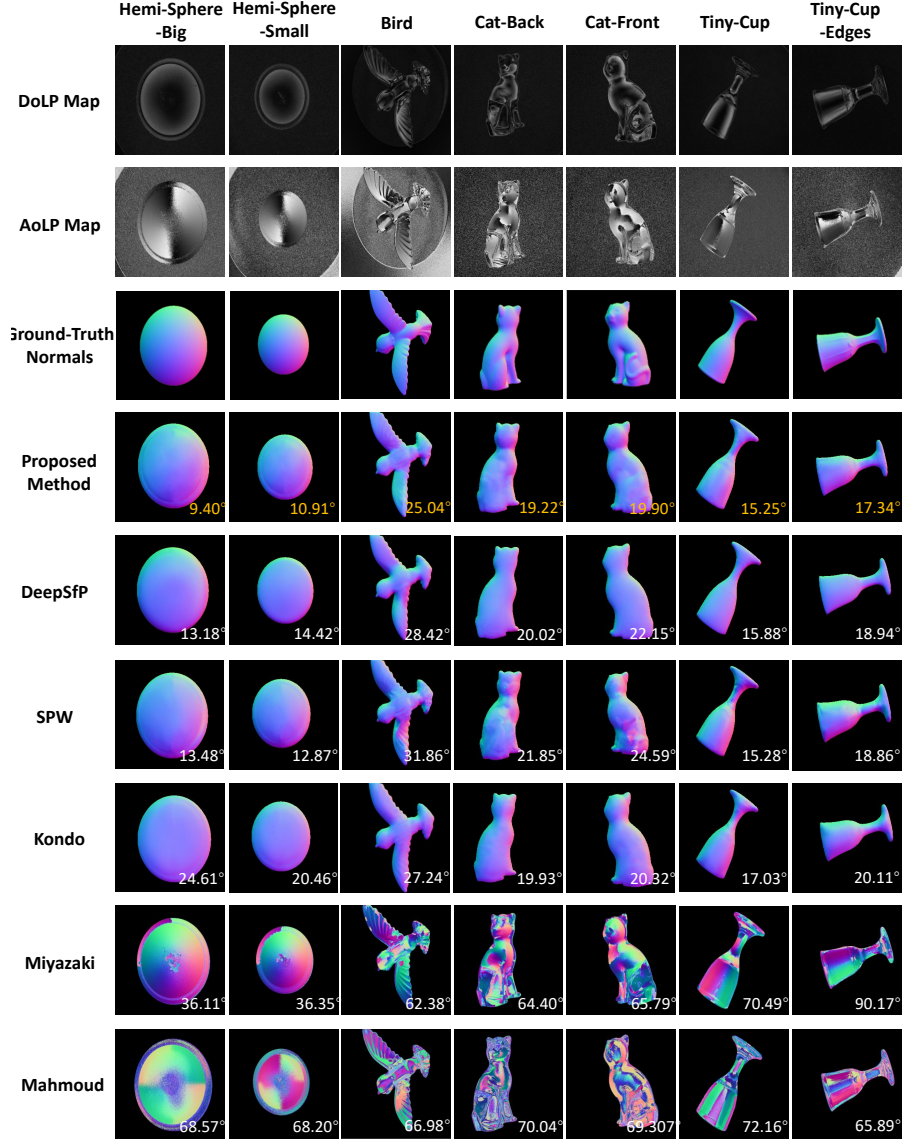 Hemi-Sphere
-Big
Hemi-Sphere
-Small
Bird
Cat-Back
Cat-Front
Tiny-Cup
Tiny-Cup
-Edges
DoLP Map
AoLP Map
Ground-Truth
Normals
Proposed
Method
9.40° 10.91° 25.04° 19.22° 19.90° 15.25° 17.34°
DeepSfP
13.18° 14.42° 28.42° 20.02° 22.15° 15.88° 18.94°
SPW
13.48° 12.87° 31.86° 21.85° 24.59° 15.28° 18.86°
Kondo
24.61° 20.46° 27.24° 19.93° 20.32° 17.03° 20.11°
Miyazaki
36.11° 36.35° 62.38° 64.40° 65.79° 70.49° 90.17°
Mahmoud
68.57° 68.20° 66.98° 70.04° 69.307° 72.16° 65.89°